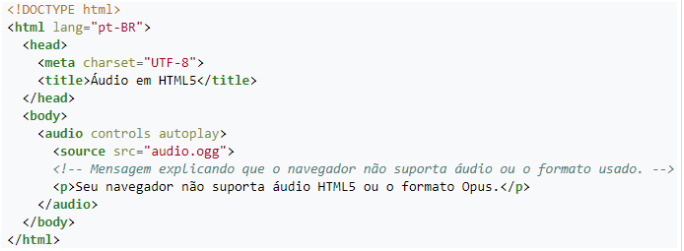 <!DOCTYPE html>
<html lang="pt-BR">
  <head>
    <meta charset="UTF-8">
    <title>Áudio em HTML5</title>
  </head>
  <body>
    <audio controls autoplay>
      <source src="audio.ogg">
      <!-- Mensagem explicando que o navegador não suporta áudio ou o formato usado. -->
      <p>Seu navegador não suporta áudio HTML5 ou o formato Opus.</p>
    </audio>
  </body>
</html>